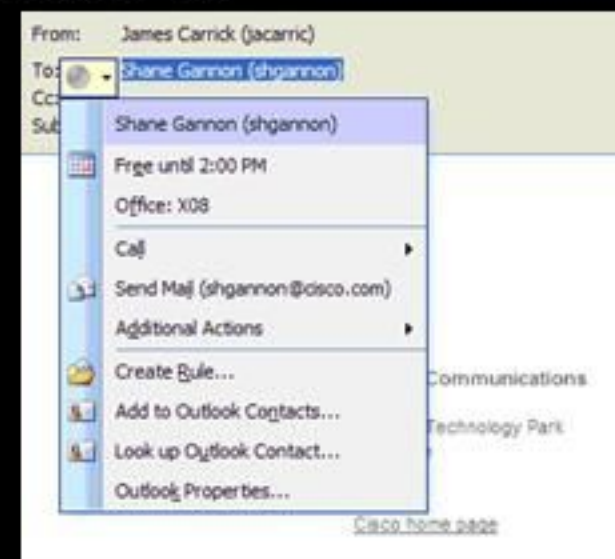 From: James Carrick (jacarric)
To: Shane Gannon (shgannon)
Cc:
Sub
Shane Gannon (shgannon)
Free until 2:00 PM
Office: X08
Call
Send Mail (shgannon@cisco.com)
Additional Actions
Create Rule...
Add to Outlook Contacts...
Communications
Technology Park
Look up Outlook Contact...
Outlook Properties...
Cisco home page